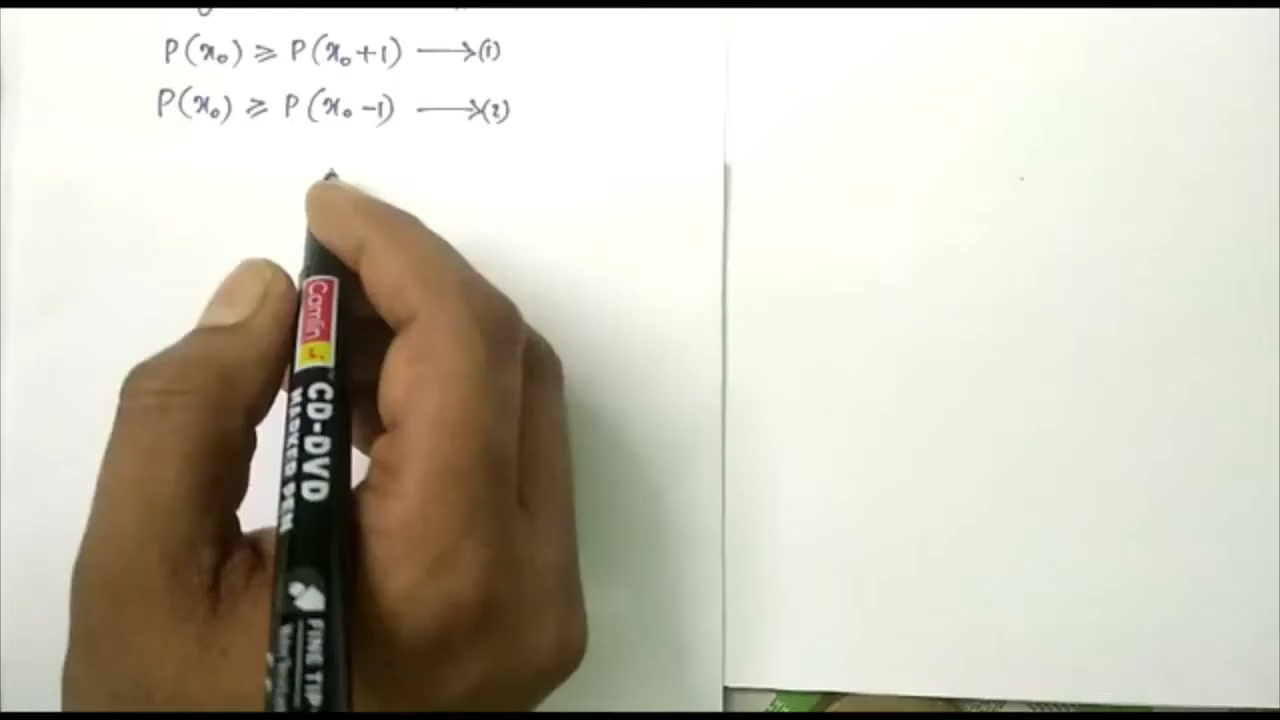 P(x₀) ⩾ P(x₀+1) ⟶(1)
P(x₀) ⩾ P(x₀-1) ⟶(2)
Camlin
CD-DVD
MARKER PEN
FINE TIP